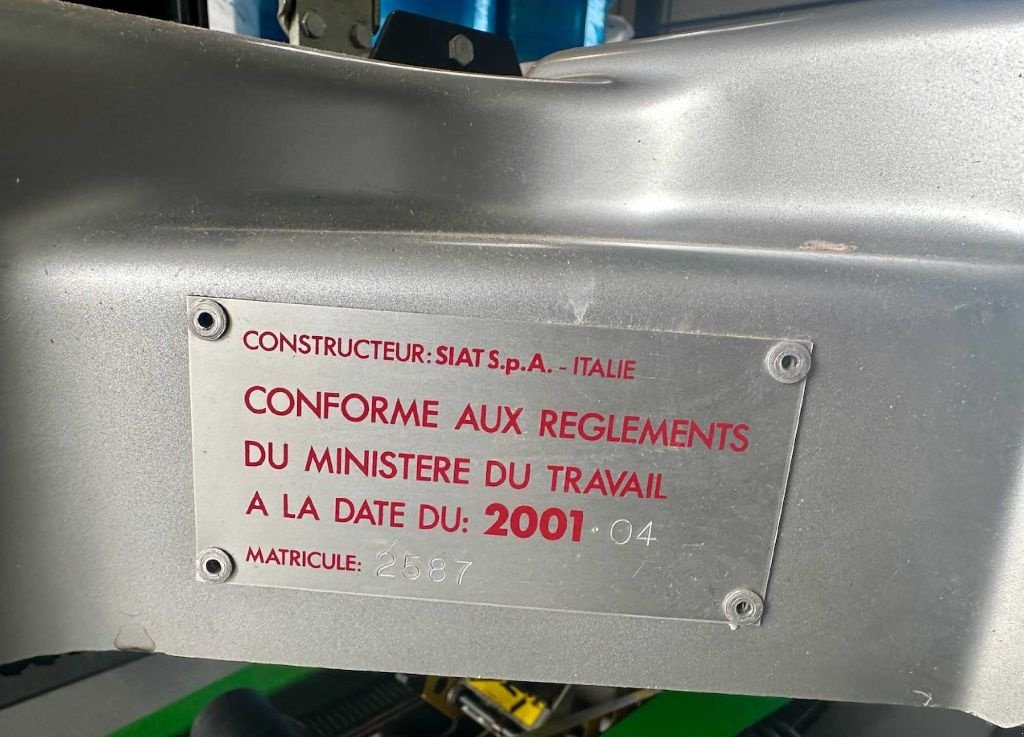 CONSTRUCTEUR: SIAT S.p.A. - ITALIE
CONFORME AUX REGLEMENTS
DU MINISTERE DU TRAVAIL
A LA DATE DU: 2001 · 04
MATRICULE: 2587